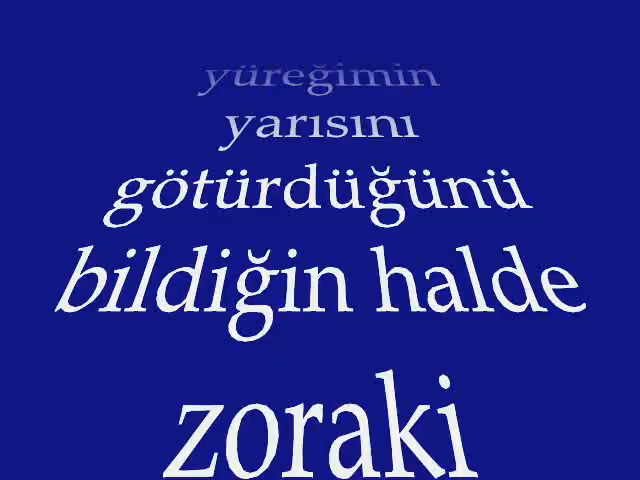 yüreğimin
yarısını
götürdüğünü
bildiğin halde
zoraki